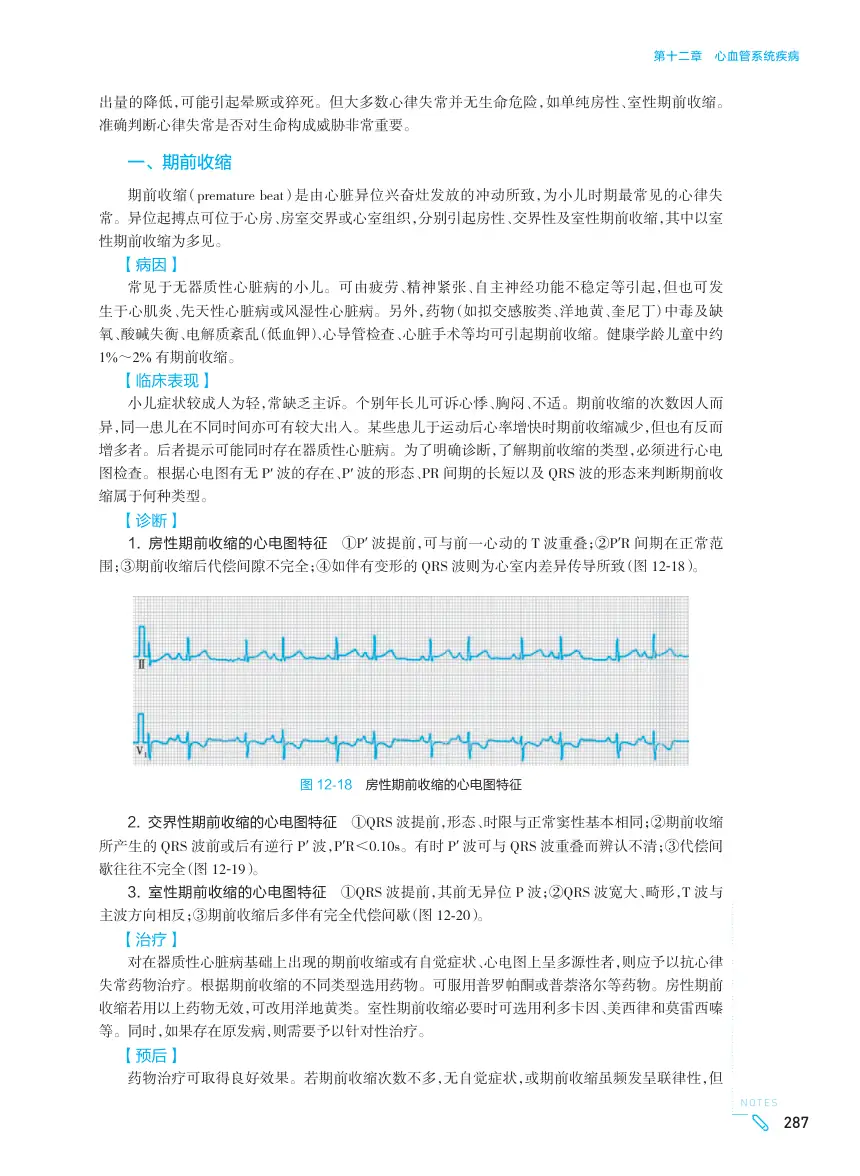 第十二章　心血管系统疾病
出量的降低，可能引起晕厥或猝死。但大多数心律失常并无生命危险，如单纯房性、室性期前收缩。
准确判断心律失常是否对生命构成威胁非常重要。
一、期前收缩
期前收缩（premature beat）是由心脏异位兴奋灶发放的冲动所致，为小儿时期最常见的心律失
常。异位起搏点可位于心房、房室交界或心室组织，分别引起房性、交界性及室性期前收缩，其中以室
性期前收缩为多见。
【病因】
常见于无器质性心脏病的小儿。可由疲劳、精神紧张、自主神经功能不稳定等引起，但也可发
生于心肌炎、先天性心脏病或风湿性心脏病。另外，药物（如拟交感胺类、洋地黄、奎尼丁）中毒及缺
氧、酸碱失衡、电解质紊乱（低血钾）、心导管检查、心脏手术等均可引起期前收缩。健康学龄儿童中约
1%～2% 有期前收缩。
【临床表现】
小儿症状较成人为轻，常缺乏主诉。个别年长儿可诉心悸、胸闷、不适。期前收缩的次数因人而
异，同一患儿在不同时间亦可有较大出入。某些患儿于运动后心率增快时期前收缩减少，但也有反而
增多者。后者提示可能同时存在器质性心脏病。为了明确诊断，了解期前收缩的类型，必须进行心电
图检查。根据心电图有无 P′ 波的存在、P′ 波的形态、PR 间期的长短以及 QRS 波的形态来判断期前收
缩属于何种类型。
【诊断】
1. 房性期前收缩的心电图特征　①P′ 波提前，可与前一心动的 T 波重叠；②P′R 间期在正常范
围；③期前收缩后代偿间隙不完全；④如伴有变形的 QRS 波则为心室内差异传导所致（图 12-18）。
II
V1
图 12-18　房性期前收缩的心电图特征
2. 交界性期前收缩的心电图特征　①QRS 波提前，形态、时限与正常窦性基本相同；②期前收缩
所产生的 QRS 波前或后有逆行 P′ 波，P′R＜0.10s。有时 P′ 波可与 QRS 波重叠而辨认不清；③代偿间
歇往往不完全（图 12-19）。
3. 室性期前收缩的心电图特征　①QRS 波提前，其前无异位 P 波；②QRS 波宽大、畸形，T 波与
主波方向相反；③期前收缩后多伴有完全代偿间歇（图 12-20）。
【治疗】
对在器质性心脏病基础上出现的期前收缩或有自觉症状、心电图上呈多源性者，则应予以抗心律
失常药物治疗。根据期前收缩的不同类型选用药物。可服用普罗帕酮或普萘洛尔等药物。房性期前
收缩若用以上药物无效，可改用洋地黄类。室性期前收缩必要时可选用利多卡因、美西律和莫雷西嗪
等。同时，如果存在原发病，则需要予以针对性治疗。
【预后】
药物治疗可取得良好效果。若期前收缩次数不多，无自觉症状，或期前收缩虽频发呈联律性，但
NOTES
287